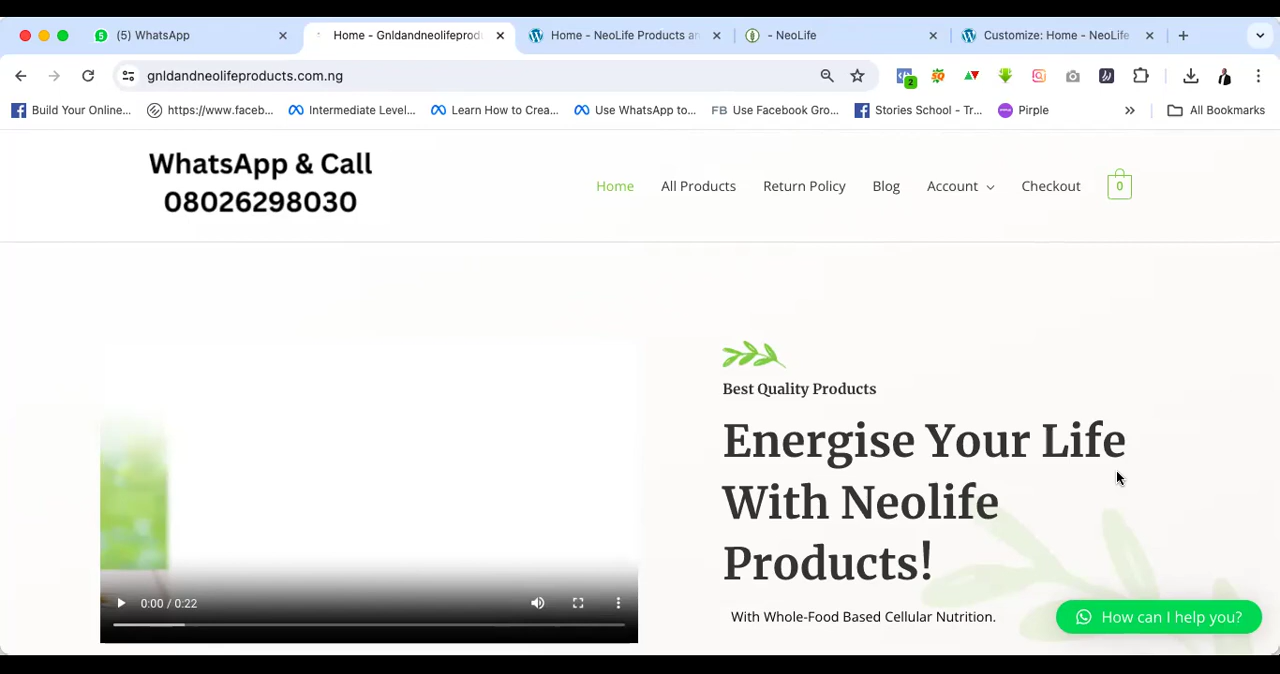 (5) WhatsApp
Home - Gnldandneolifeprod
Home - NeoLife Products an
- NeoLife
Customize: Home - NeoLife
gnldandneolifeproducts.com.ng
2
SQ
Build Your Online...
https://www.faceb...
Intermediate Level...
Learn How to Crea...
Use WhatsApp to...
FB Use Facebook Gro...
Stories School - Tr...
Pirple
»
All Bookmarks
WhatsApp & Call
08026298030
Home
All Products
Return Policy
Blog
Account
Checkout
0
Best Quality Products
Energise Your Life
With Neolife
Products!
0:00 / 0:22
With Whole-Food Based Cellular Nutrition.
How can I help you?